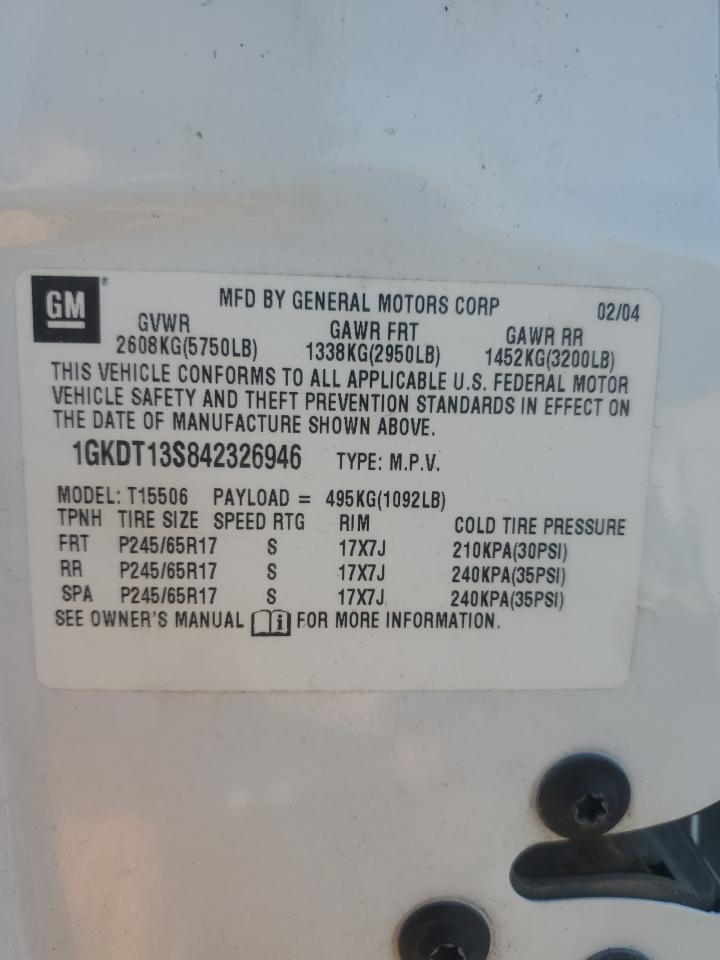 GM ®
MFD BY GENERAL MOTORS CORP 02/04
GVWR GAWR FRT GAWR RR
2608KG(5750LB) 1338KG(2950LB) 1452KG(3200LB)
THIS VEHICLE CONFORMS TO ALL APPLICABLE U.S. FEDERAL MOTOR
VEHICLE SAFETY AND THEFT PREVENTION STANDARDS IN EFFECT ON
THE DATE OF MANUFACTURE SHOWN ABOVE.
1GKDT13S842326946 TYPE: M.P.V.
MODEL: T15506 PAYLOAD = 495KG(1092LB)
TPNH TIRE SIZE SPEED RTG RIM COLD TIRE PRESSURE
FRT P245/65R17 S 17X7J 210KPA(30PSI)
RR P245/65R17 S 17X7J 240KPA(35PSI)
SPA P245/65R17 S 17X7J 240KPA(35PSI)
SEE OWNER'S MANUAL i FOR MORE INFORMATION.